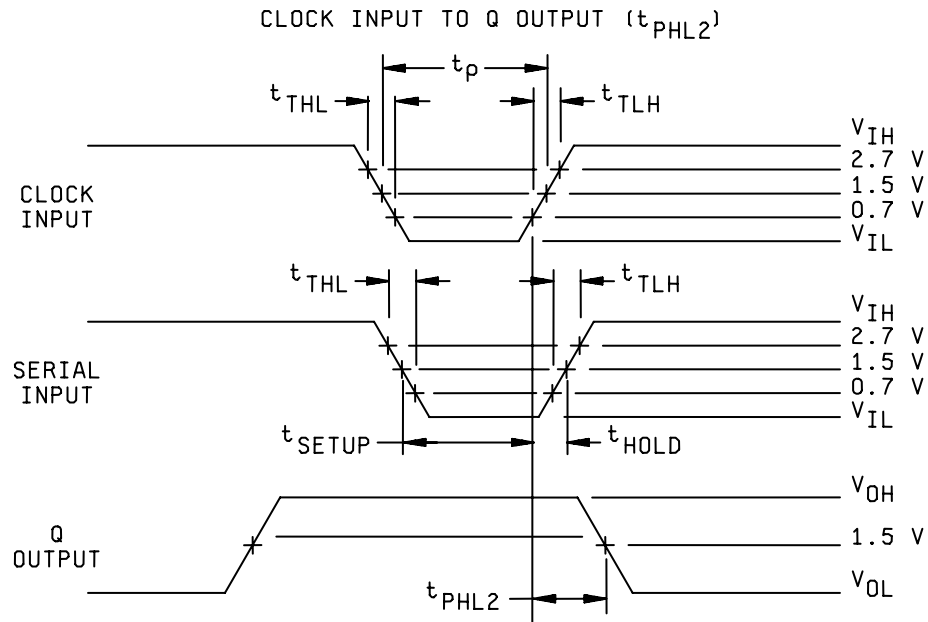 CLOCK INPUT TO Q OUTPUT (tPHL2)
tρ
tTHL
tTLH
VIH
2.7 V
1.5 V
0.7 V
VIL
CLOCK
INPUT
tTHL
tTLH
VIH
2.7 V
1.5 V
0.7 V
VIL
SERIAL
INPUT
tSETUP
tHOLD
VOH
1.5 V
VOL
Q
OUTPUT
tPHL2